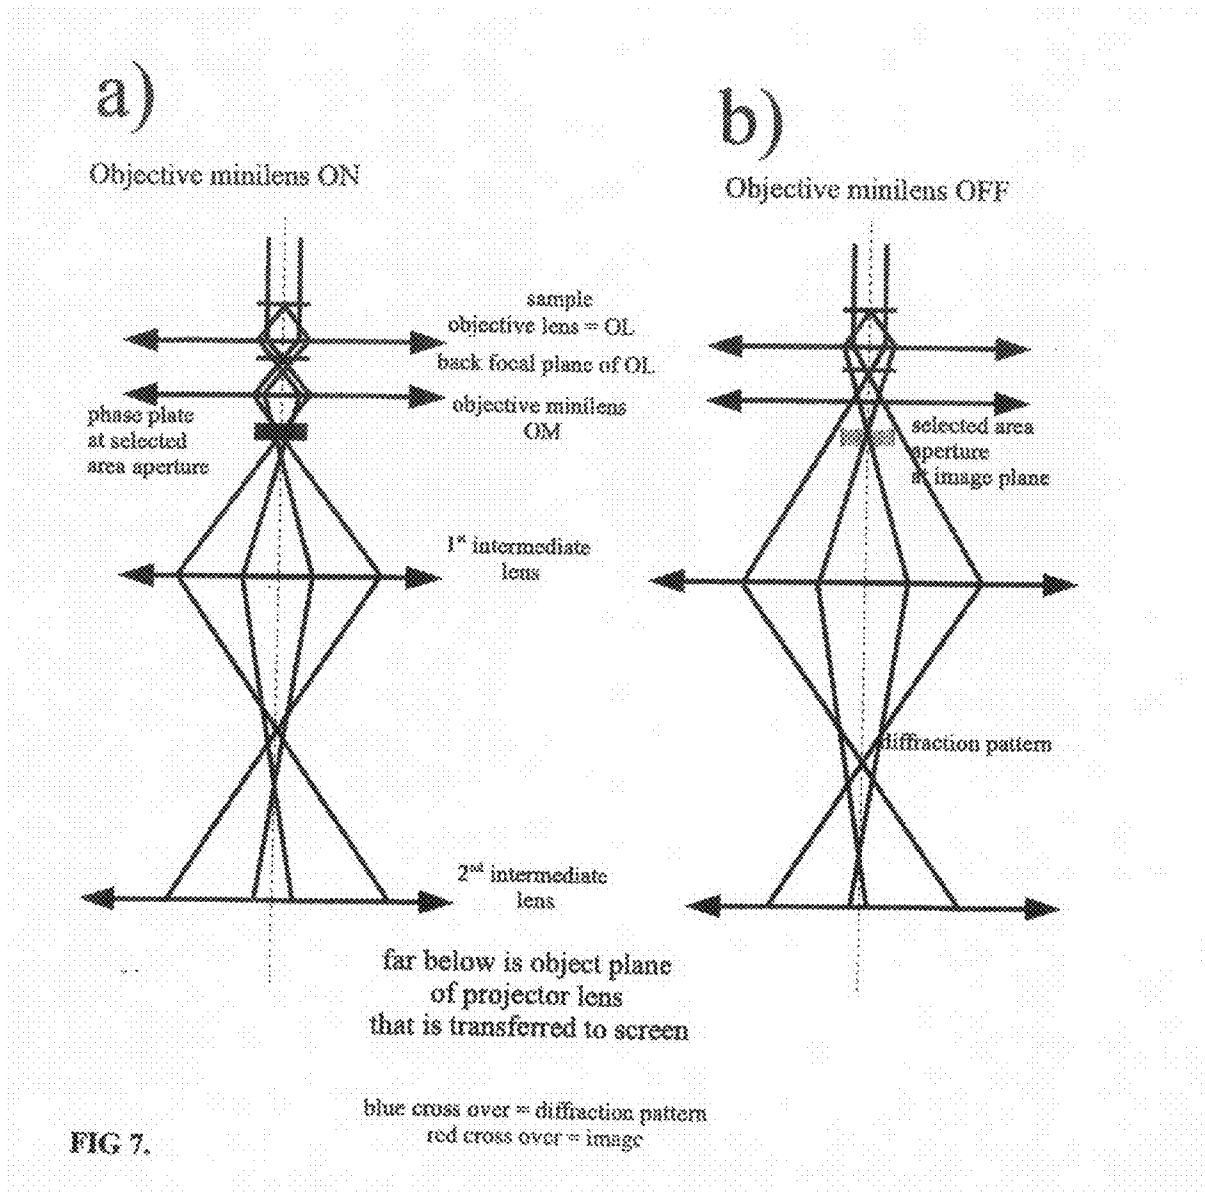 a)
Objective minilens ON
b)
Objective minilens OFF
sample
objective lens = OL
back focal plane of OL
objective minilens
OM
phase plate
at selected
area aperture
selected area
aperture
at image plane
1st intermediate
lens
diffraction pattern
2nd intermediate
lens
far below is object plane
of projector lens
that is transferred to screen
blue cross over = diffraction pattern
red cross over = image
FIG 7.